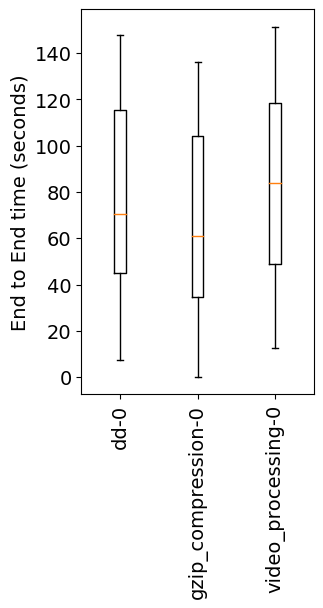 End to End time (seconds)
140
120
100
80
60
40
20
0
dd-0
gzip_compression-0
video_processing-0